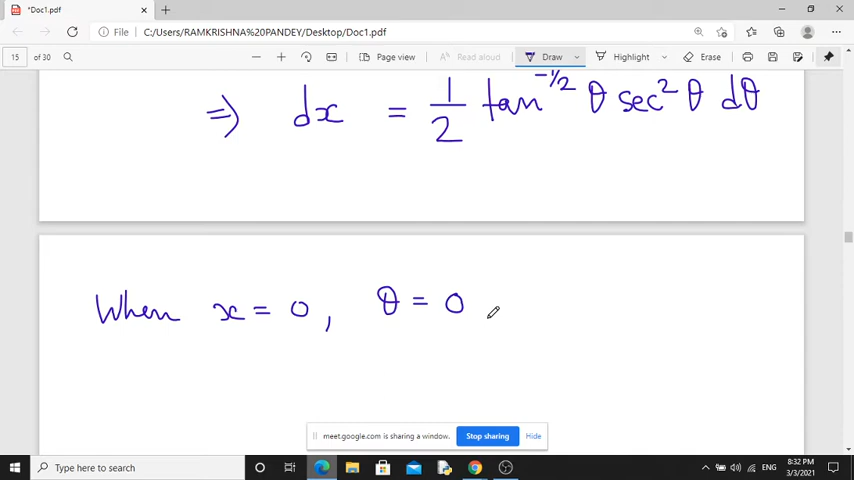 *Doc1.pdf
File C:/Users/RAMKRISHNA%20PANDEY/Desktop/Doc1.pdf
15 of 30 Page view Read aloud Draw Highlight Erase
⇒ dx = 1/2 tan^(-1/2) θ sec² θ dθ
When x = 0, θ = 0
meet.google.com is sharing a window. Stop sharing Hide
Type here to search
ENG
8:32 PM
3/3/2021